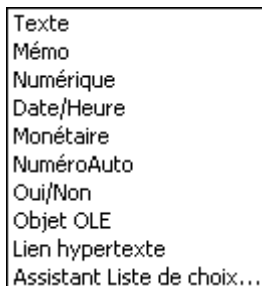 Texte
Mémo
Numérique
Date/Heure
Monétaire
NuméroAuto
Oui/Non
Objet OLE
Lien hypertexte
Assistant Liste de choix...